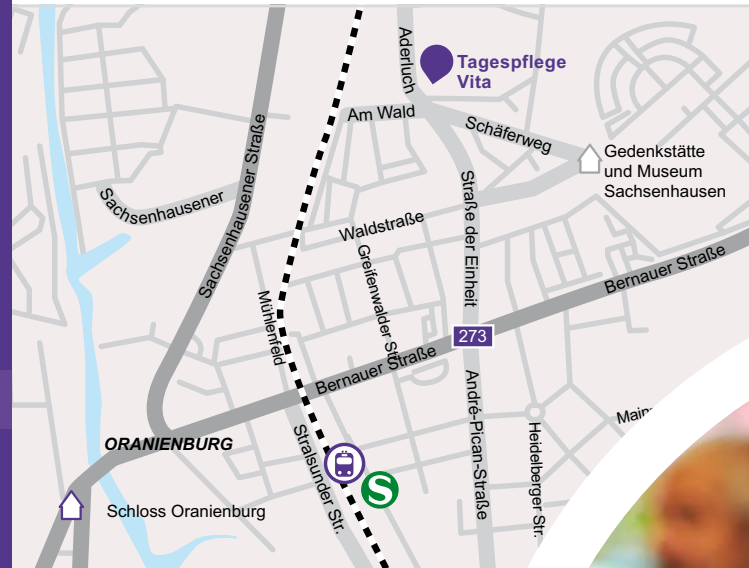 Aderluch
Tagespflege
Vita
Am Wald
Schäferweg
Gedenkstätte
und Museum
Sachsenhausen
Sachsenhausener
Sachsenhausener Straße
Waldstraße
Straße der Einheit
Greifenwalder Str.
Mühlenfeld
Bernauer Straße
273
Bernauer Straße
ORANIENBURG
Stralsunder Str.
André-Pican-Straße
Heidelberger Str.
S
Schloss Oranienburg